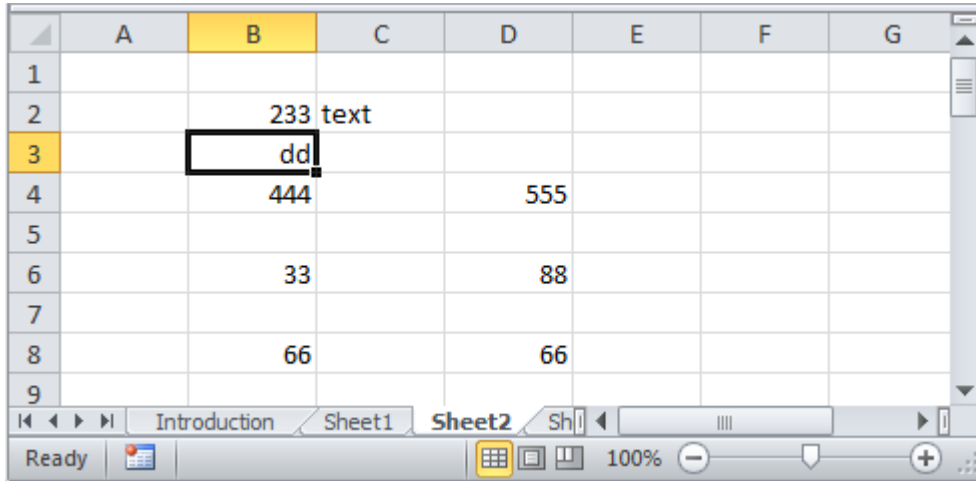 A B C D E F G
1
2 233 text
3 dd
4 444 555
5
6 33 88
7
8 66 66
9
Introduction Sheet1 Sheet2 Sh
Ready 100%